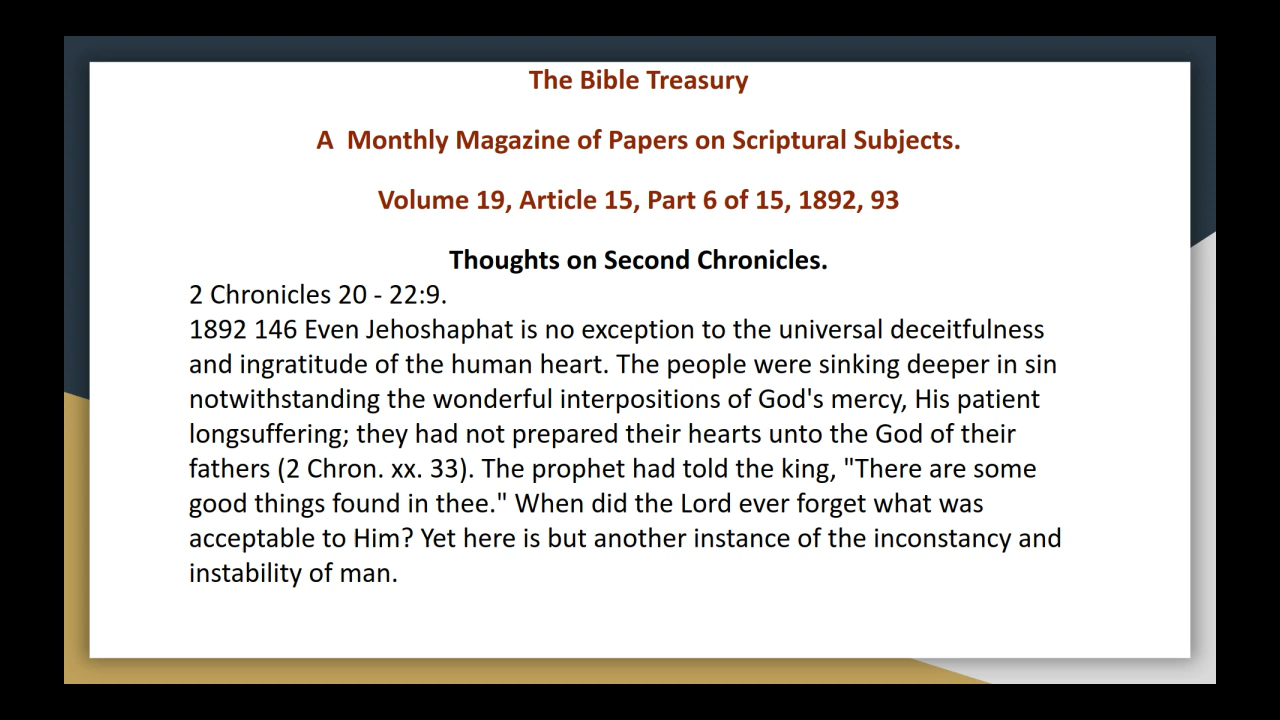 The Bible Treasury
A  Monthly Magazine of Papers on Scriptural Subjects.
Volume 19, Article 15, Part 6 of 15, 1892, 93
Thoughts on Second Chronicles.
2 Chronicles 20 - 22:9.
1892 146 Even Jehoshaphat is no exception to the universal deceitfulness
and ingratitude of the human heart. The people were sinking deeper in sin
notwithstanding the wonderful interpositions of God's mercy, His patient
longsuffering; they had not prepared their hearts unto the God of their
fathers (2 Chron. xx. 33). The prophet had told the king, "There are some
good things found in thee." When did the Lord ever forget what was
acceptable to Him? Yet here is but another instance of the inconstancy and
instability of man.